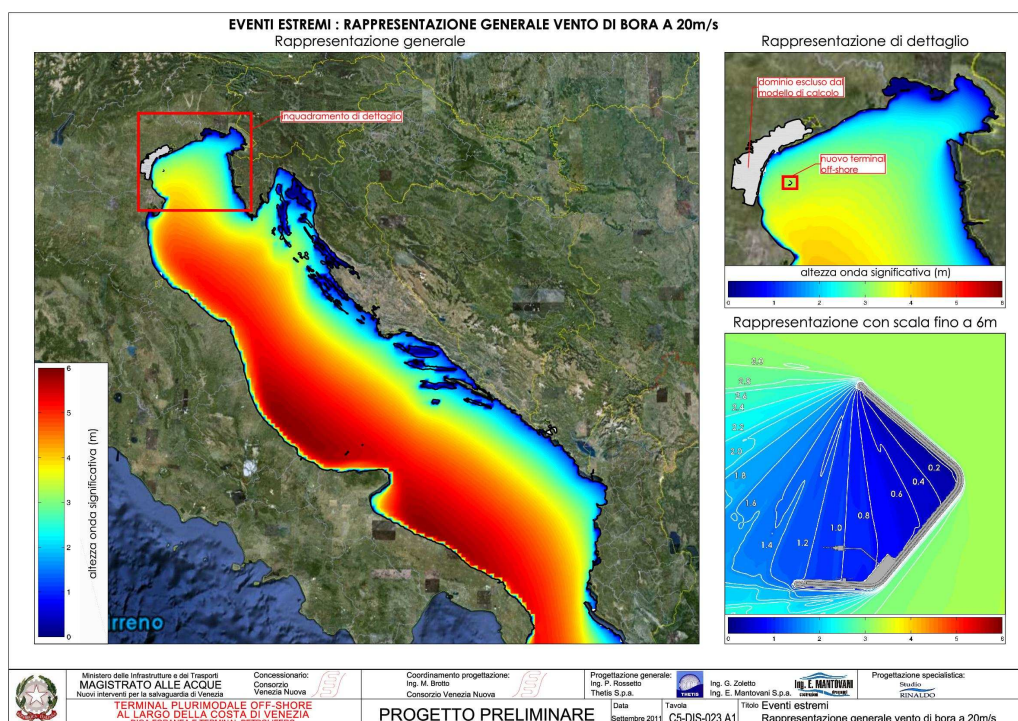 EVENTI ESTREMI : RAPPRESENTAZIONE GENERALE VENTO DI BORA A 20m/s
Rappresentazione generale
inquadramento di dettaglio
6
5
4
3
2
1
0
altezza onda significativa (m)
rreno
Rappresentazione di dettaglio
dominio escluso dal
modello di calcolo
nuovo terminal
off-shore
altezza onda significativa (m)
0 1 2 3 4 5 6
Rappresentazione con scala fino a 6m
2.6
2.4
2.0
1.8
1.6
1.4
1.2
1.0
0.8
0.6
0.4
0.2
0 1 2 3 4 5 6
Ministero delle Infrastrutture e dei Trasporti
MAGISTRATO ALLE ACQUE
Nuovi interventi per la salvaguardia di Venezia
Concessionario:
Consorzio
Venezia Nuova
TERMINAL PLURIMODALE OFF-SHORE
AL LARGO DELLA COSTA DI VENEZIA
Coordinamento progettazione:
Ing. M. Brotto
Consorzio Venezia Nuova
PROGETTO PRELIMINARE
Progettazione generale:
Ing. P. Rossetto
Thetis S.p.a.
THETIS
Ing. G. Zoletto
Ing. E. Mantovani S.p.a.
Ing. E. MANTOVANI
Progettazione specialistica:
Studio
RINALDO
Data
Settembre 2011
Tavola
C5-DIS-023 A1
Titolo Eventi estremi
Rappresentazione generale vento di bora a 20m/s